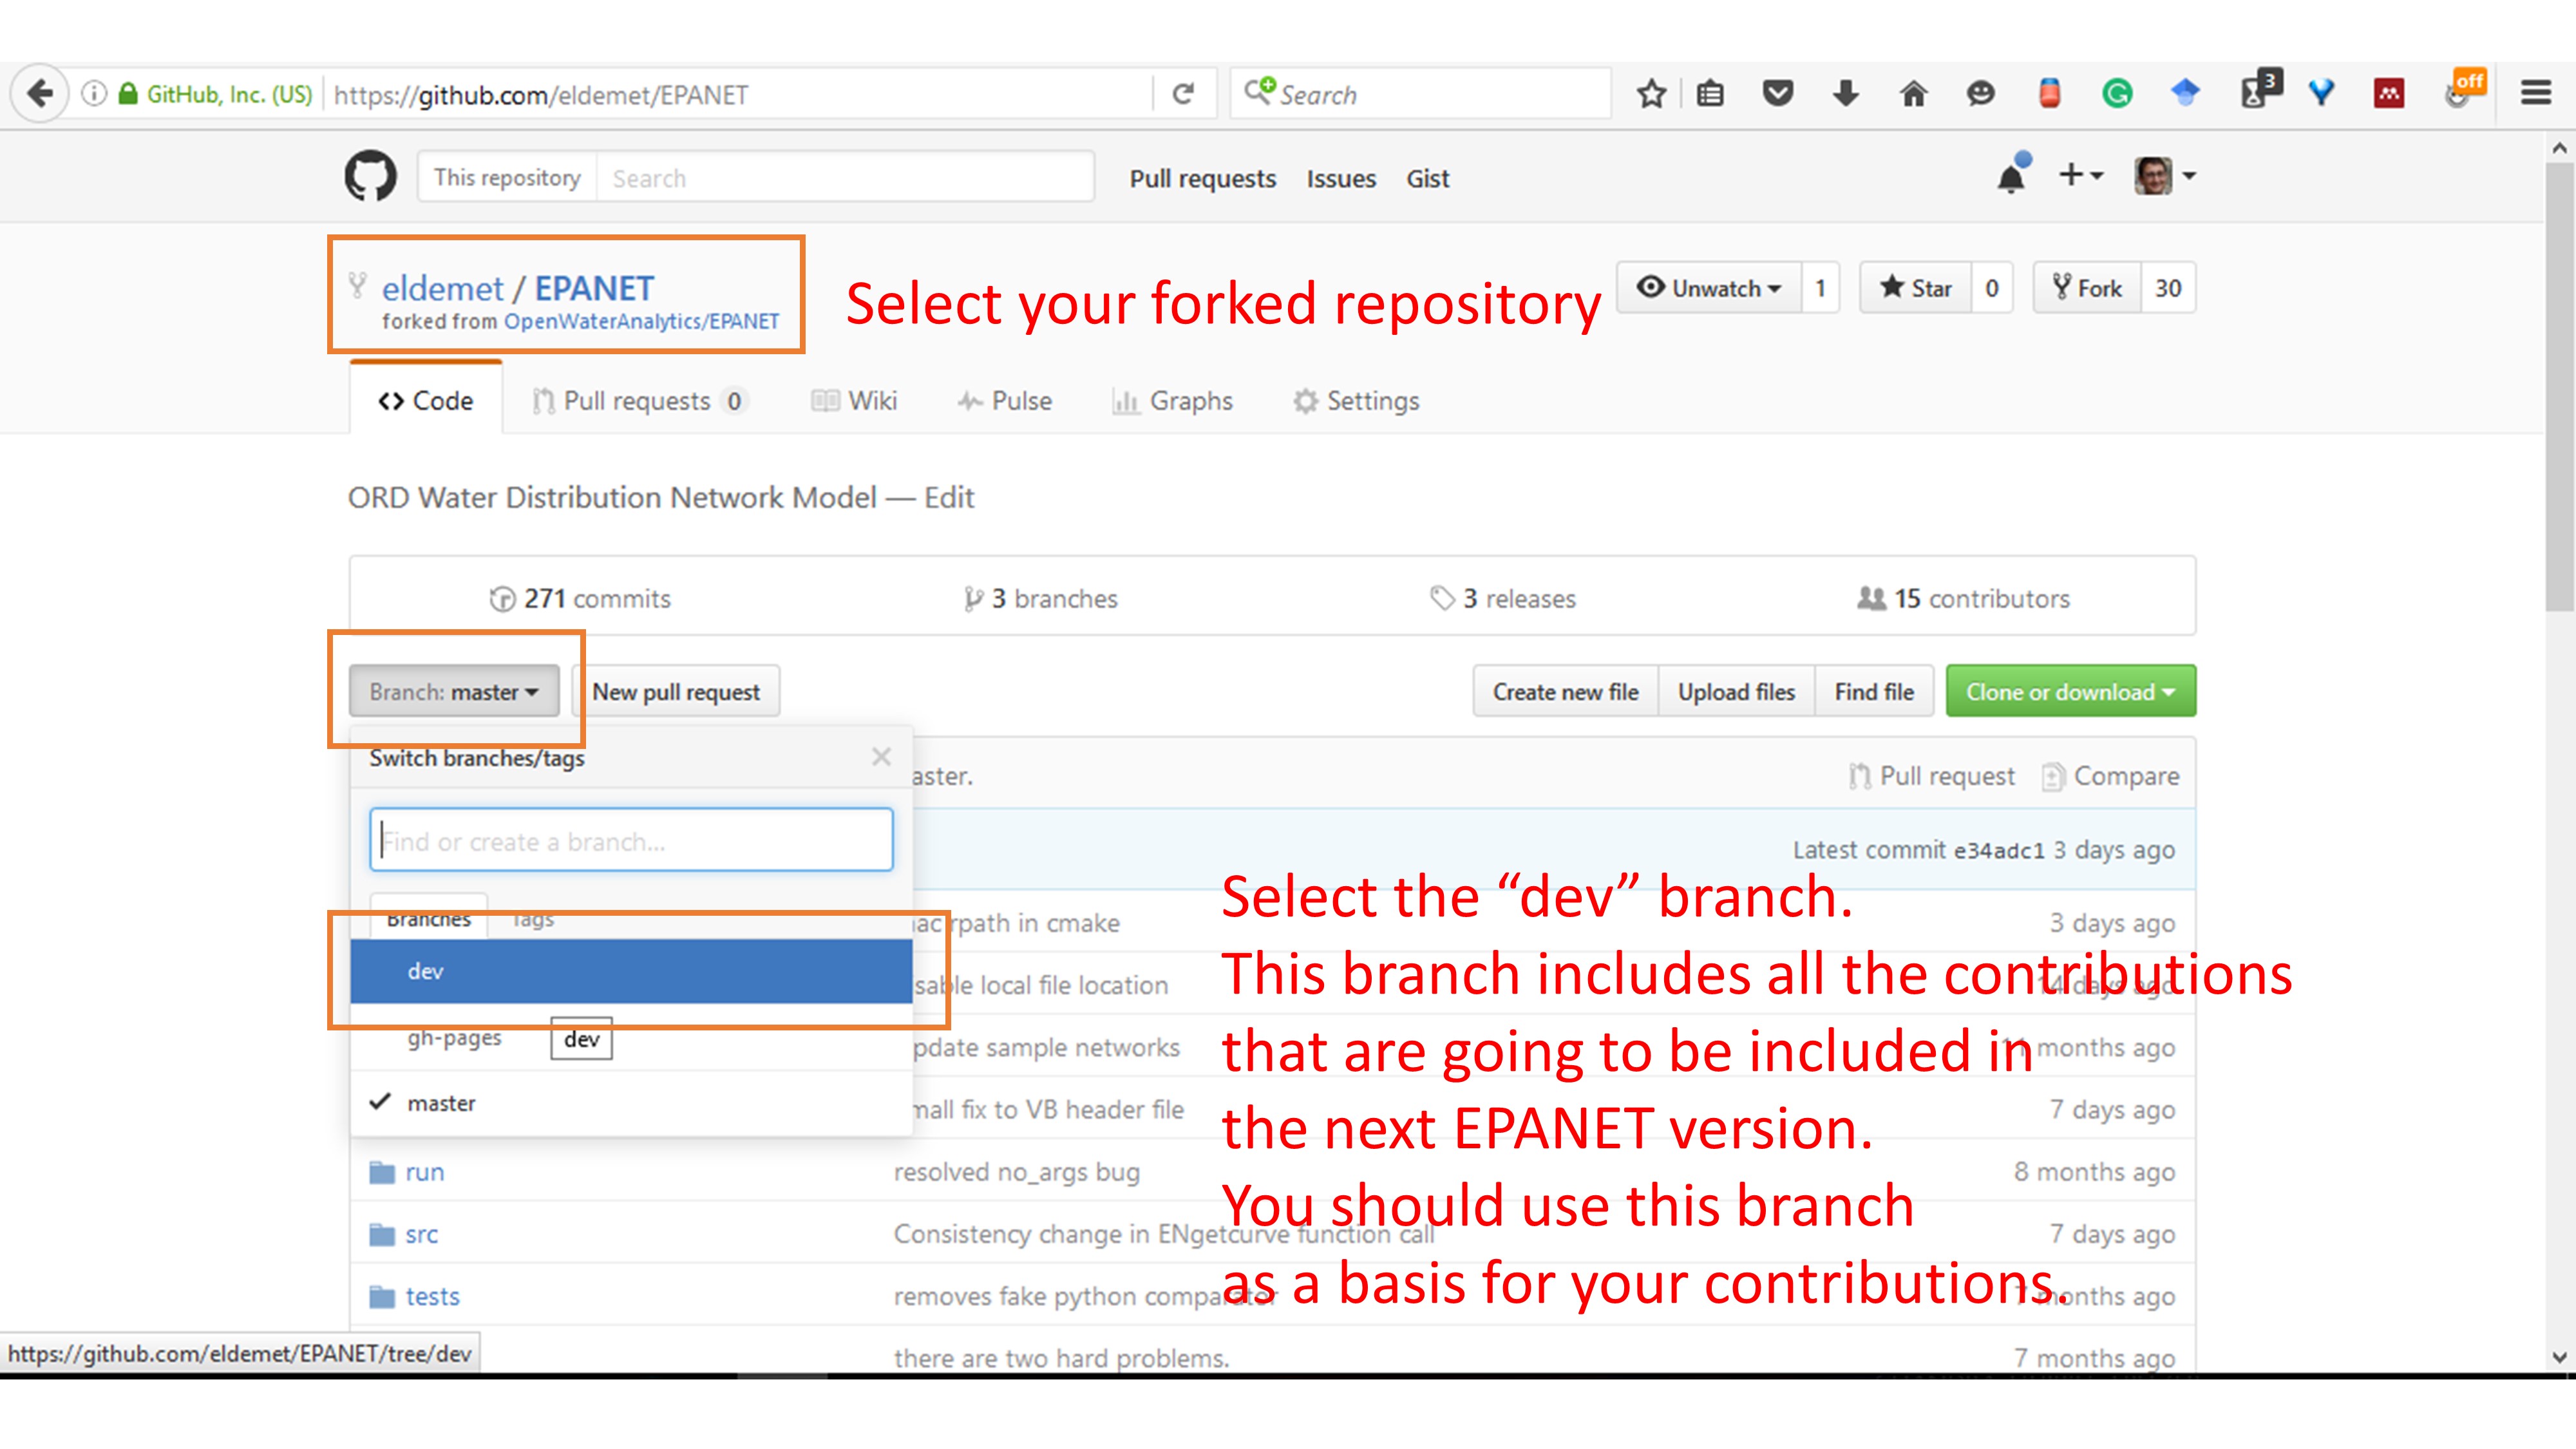 GitHub, Inc. (US) https://github.com/eldemet/EPANET Search 3 off
This repository Search Pull requests Issues Gist
eldemet / EPANET
forked from OpenWaterAnalytics/EPANET
Select your forked repository
Unwatch 1 Star 0 Fork 30
Code Pull requests 0 Wiki Pulse Graphs Settings
ORD Water Distribution Network Model — Edit
271 commits 3 branches 3 releases 15 contributors
Branch: master New pull request Create new file Upload files Find file Clone or download
Switch branches/tags
aster. Pull request Compare
Find or create a branch...
Latest commit e34adc1 3 days ago
Branches Tags
ac rpath in cmake 3 days ago
dev
sable local file location 14 days ago
gh-pages dev
pdate sample networks 11 months ago
master
mall fix to VB header file 7 days ago
Select the “dev” branch.
This branch includes all the contributions
that are going to be included in
the next EPANET version.
You should use this branch
as a basis for your contributions.
run resolved no_args bug 8 months ago
src Consistency change in ENgetcurve function call 7 days ago
tests removes fake python comparator 7 months ago
there are two hard problems. 7 months ago
https://github.com/eldemet/EPANET/tree/dev